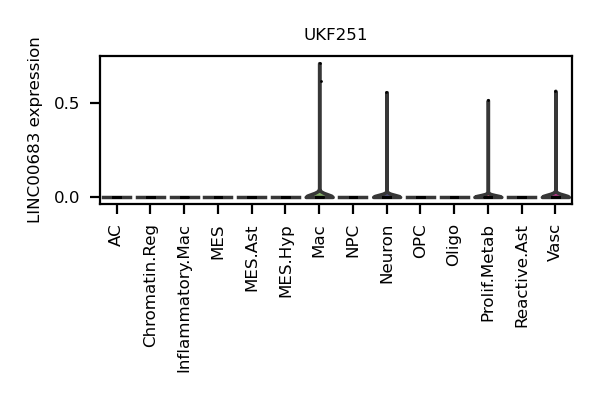 UKF251
LINC00683 expression
0.5
0.0
AC
Chromatin.Reg
Inflammatory.Mac
MES
MES.Ast
MES.Hyp
Mac
NPC
Neuron
OPC
Oligo
Prolif.Metab
Reactive.Ast
Vasc